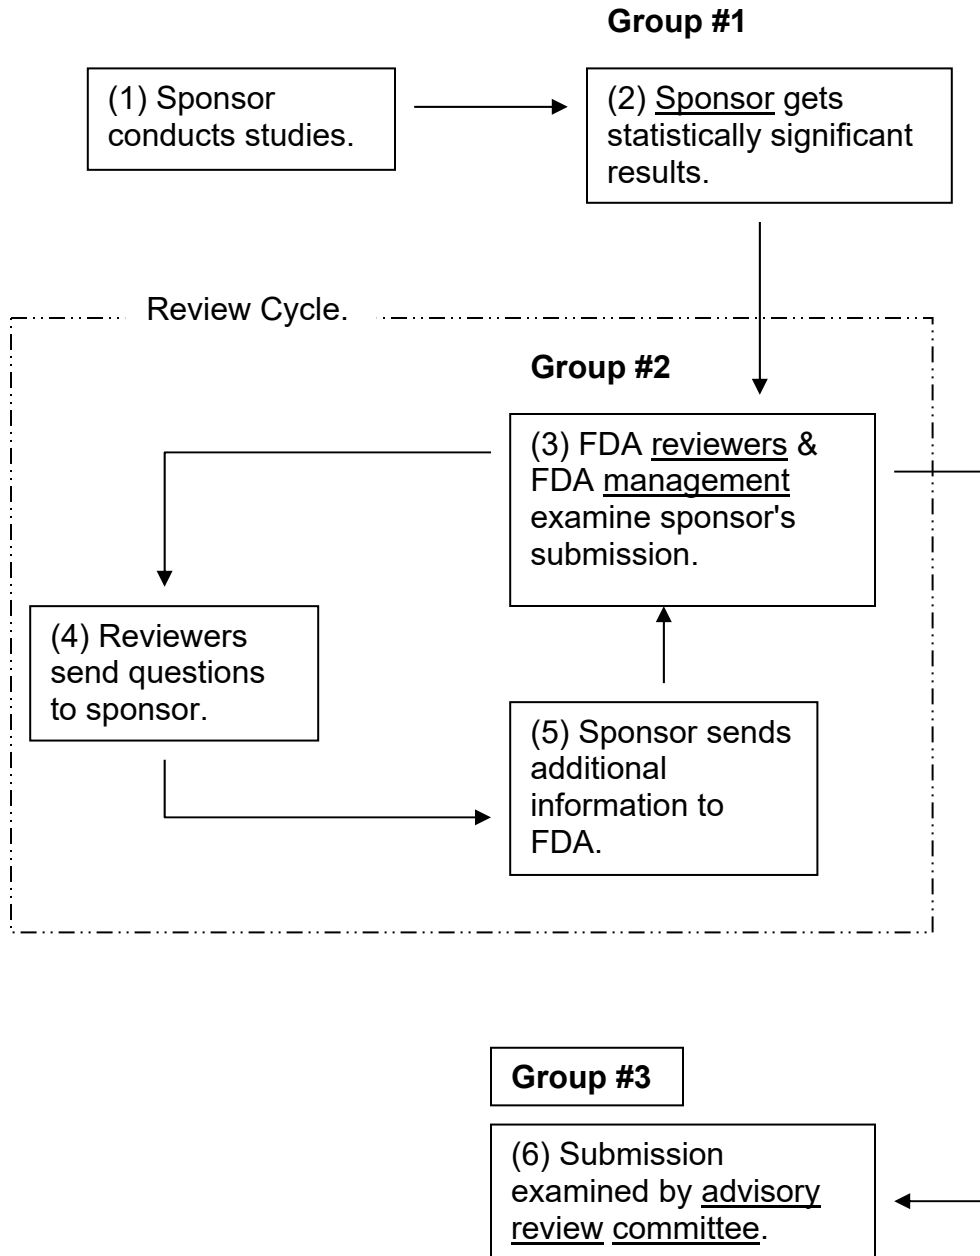 Group #1
(1) Sponsor
conducts studies.
(2) Sponsor gets
statistically significant
results.
Review Cycle.
Group #2
(3) FDA reviewers &
FDA management
examine sponsor's
submission.
(4) Reviewers
send questions
to sponsor.
(5) Sponsor sends
additional
information to
FDA.
Group #3
(6) Submission
examined by advisory
review committee.